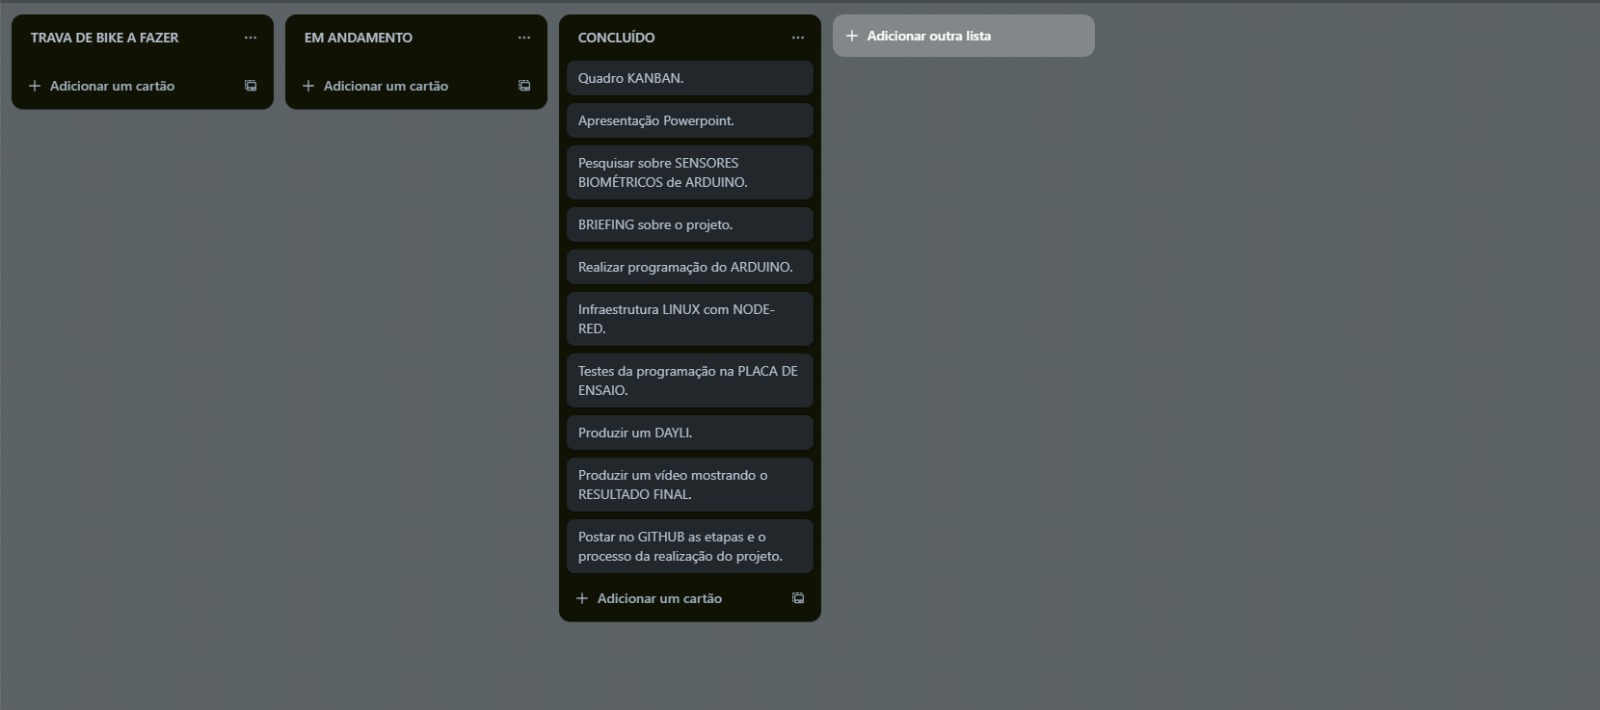 TRAVA DE BIKE A FAZER
Adicionar um cartão
EM ANDAMENTO
Adicionar um cartão
CONCLUÍDO
Quadro KANBAN.
Apresentação Powerpoint.
Pesquisar sobre SENSORES
BIOMÉTRICOS de ARDUINO.
BRIEFING sobre o projeto.
Realizar programação do ARDUINO.
Infraestrutura LINUX com NODE-
RED.
Testes da programação na PLACA DE
ENSAIO.
Produzir um DAYLI.
Produzir um vídeo mostrando o
RESULTADO FINAL.
Postar no GITHUB as etapas e o
processo da realização do projeto.
Adicionar um cartão
Adicionar outra lista